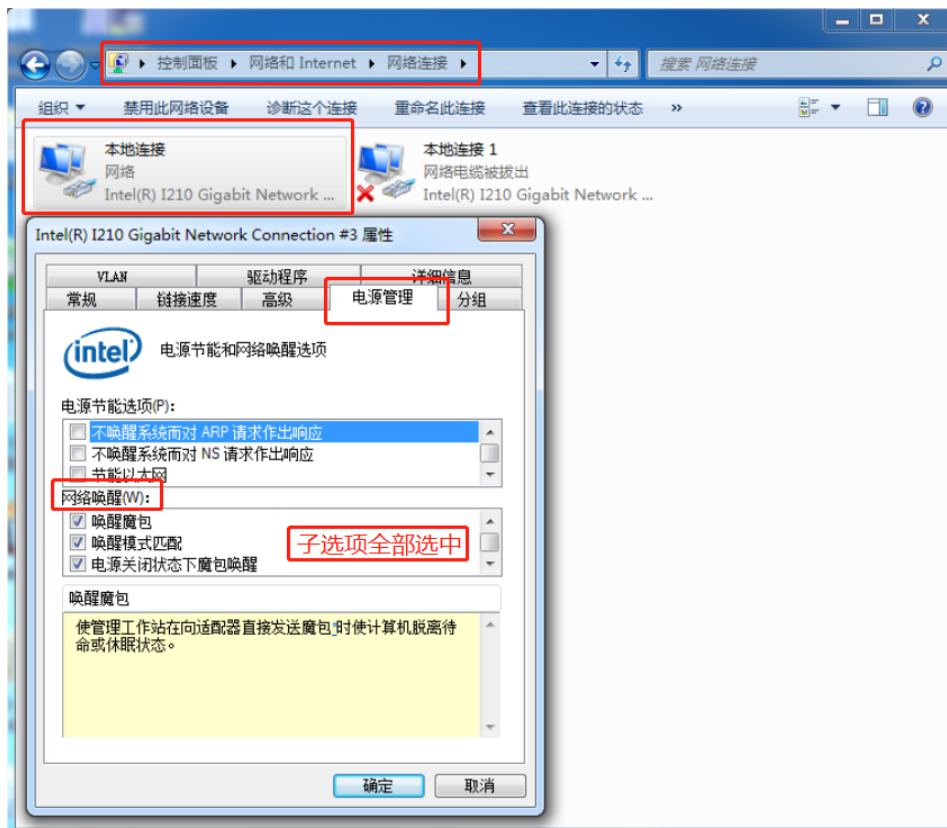 控制面板 ▸ 网络和 Internet ▸ 网络连接 ▸
搜索 网络连接
组织 禁用此网络设备 诊断这个连接 重命名此连接 查看此连接的状态 »
本地连接
网络
Intel(R) I210 Gigabit Network ...
本地连接 1
网络电缆被拔出
Intel(R) I210 Gigabit Network ...
Intel(R) I210 Gigabit Network Connection #3 属性
VLAN 驱动程序 详细信息
常规 链接速度 高级 电源管理 分组
intel 电源节能和网络唤醒选项
电源节能选项(P):
不唤醒系统而对 ARP 请求作出响应
不唤醒系统而对 NS 请求作出响应
节能以太网
网络唤醒(W):
唤醒魔包
唤醒模式匹配
电源关闭状态下魔包唤醒
子选项全部选中
唤醒魔包
使管理工作站在向适配器直接发送魔包*时使计算机脱离待
命或休眠状态。
确定 取消